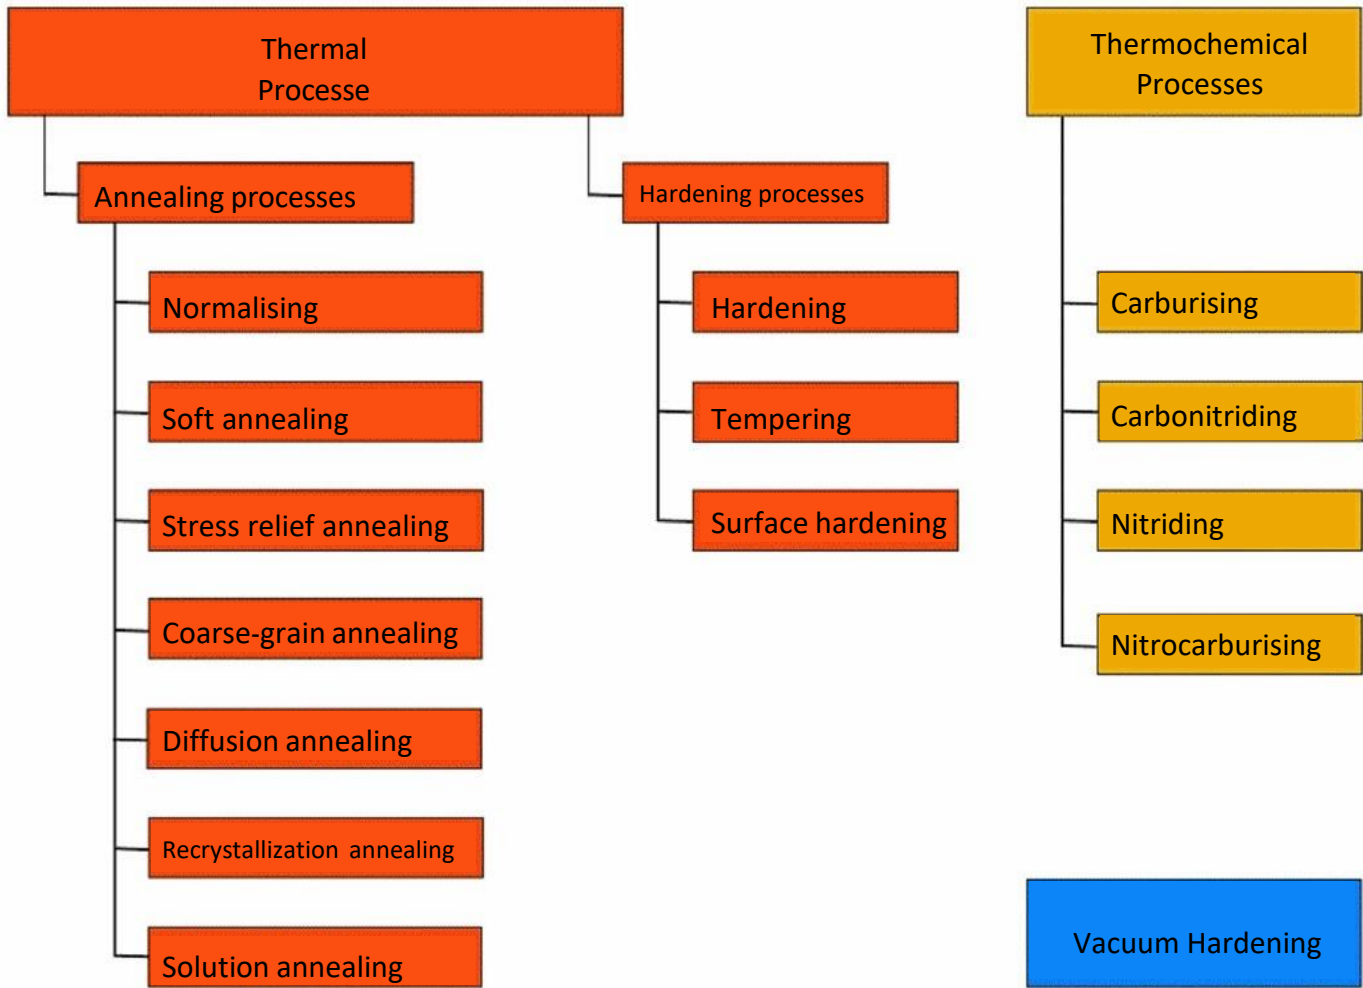 Thermal
Processe
Annealing processes
Normalising
Soft annealing
Stress relief annealing
Coarse-grain annealing
Diffusion annealing
Recrystallization annealing
Solution annealing
Hardening processes
Hardening
Tempering
Surface hardening
Thermochemical
Processes
Carburising
Carbonitriding
Nitriding
Nitrocarburising
Vacuum Hardening